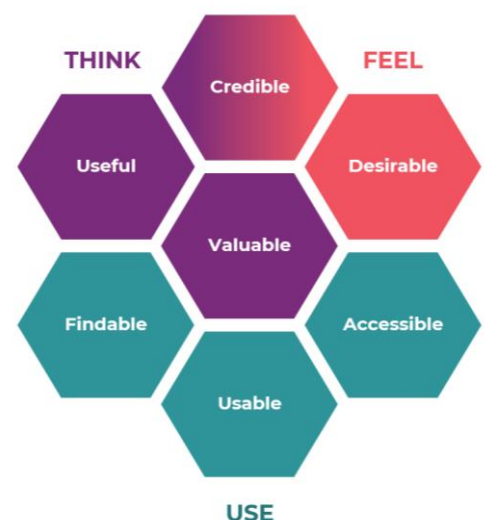 THINK
FEEL
Credible
Useful
Desirable
Valuable
Findable
Accessible
Usable
USE